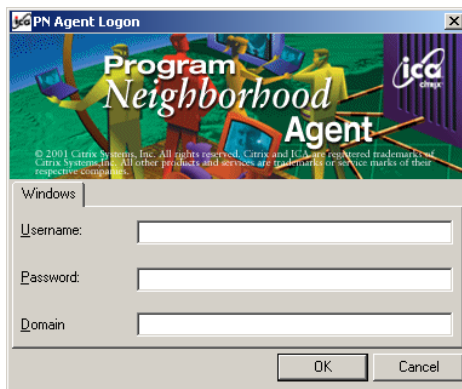 PN Agent Logon
Program
Neighborhood
Agent
ica
citrix
© 2001 Citrix Systems, Inc. All rights reserved. Citrix and ICA are registered trademarks of
Citrix Systems, Inc. All other products and services are trademarks or service marks of their
respective companies.
Windows
Username:
Password:
Domain
OK
Cancel